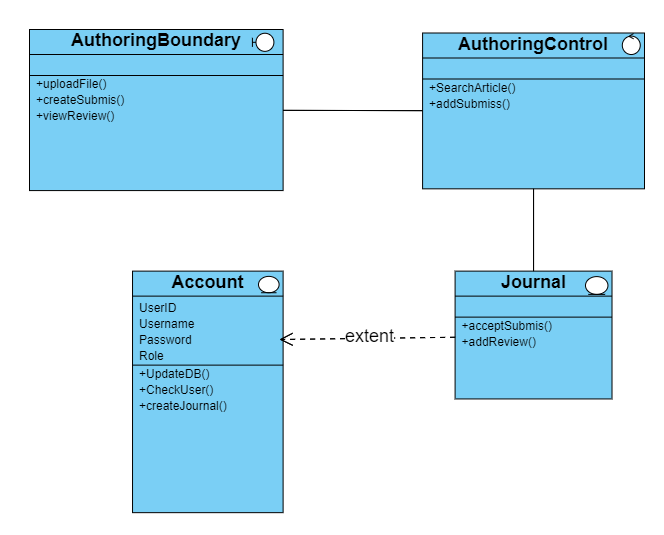 AuthoringBoundary
+uploadFile()
+createSubmis()
+viewReview()
AuthoringControl
+SearchArticle()
+addSubmiss()
Account
UserID
Username
Password
Role
+UpdateDB()
+CheckUser()
+createJournal()
extent
Journal
+acceptSubmis()
+addReview()